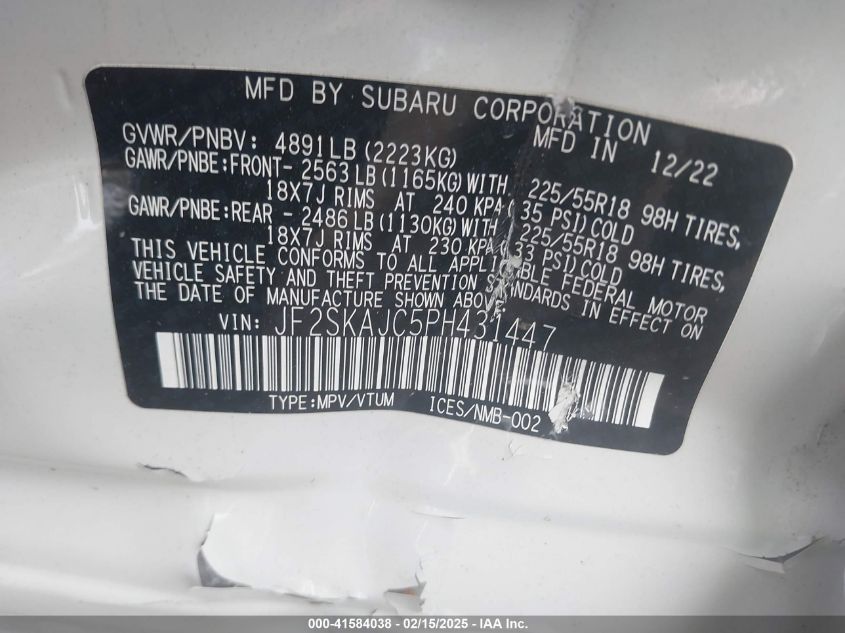 MFD BY SUBARU CORPORATION
GVWR/PNBV: 4891LB (2223KG) MFD IN 12/22
GAWR/PNBE:FRONT- 2563LB (1165KG) WITH 225/55R18 98H TIRES,
18X7J RIMS AT 240 KPA (35 PSI) COLD
GAWR/PNBE:REAR - 2486LB (1130KG) WITH 225/55R18 98H TIRES,
18X7J RIMS AT 230 KPA (33 PSI) COLD
THIS VEHICLE CONFORMS TO ALL APPLICABLE FEDERAL MOTOR
VEHICLE SAFETY AND THEFT PREVENTION STANDARDS IN EFFECT ON
THE DATE OF MANUFACTURE SHOWN ABOVE.
VIN: JF2SKAJC5PH431447
TYPE:MPV/VTUM ICES/NMB-002
000-41584038 - 02/15/2025 - IAA Inc.